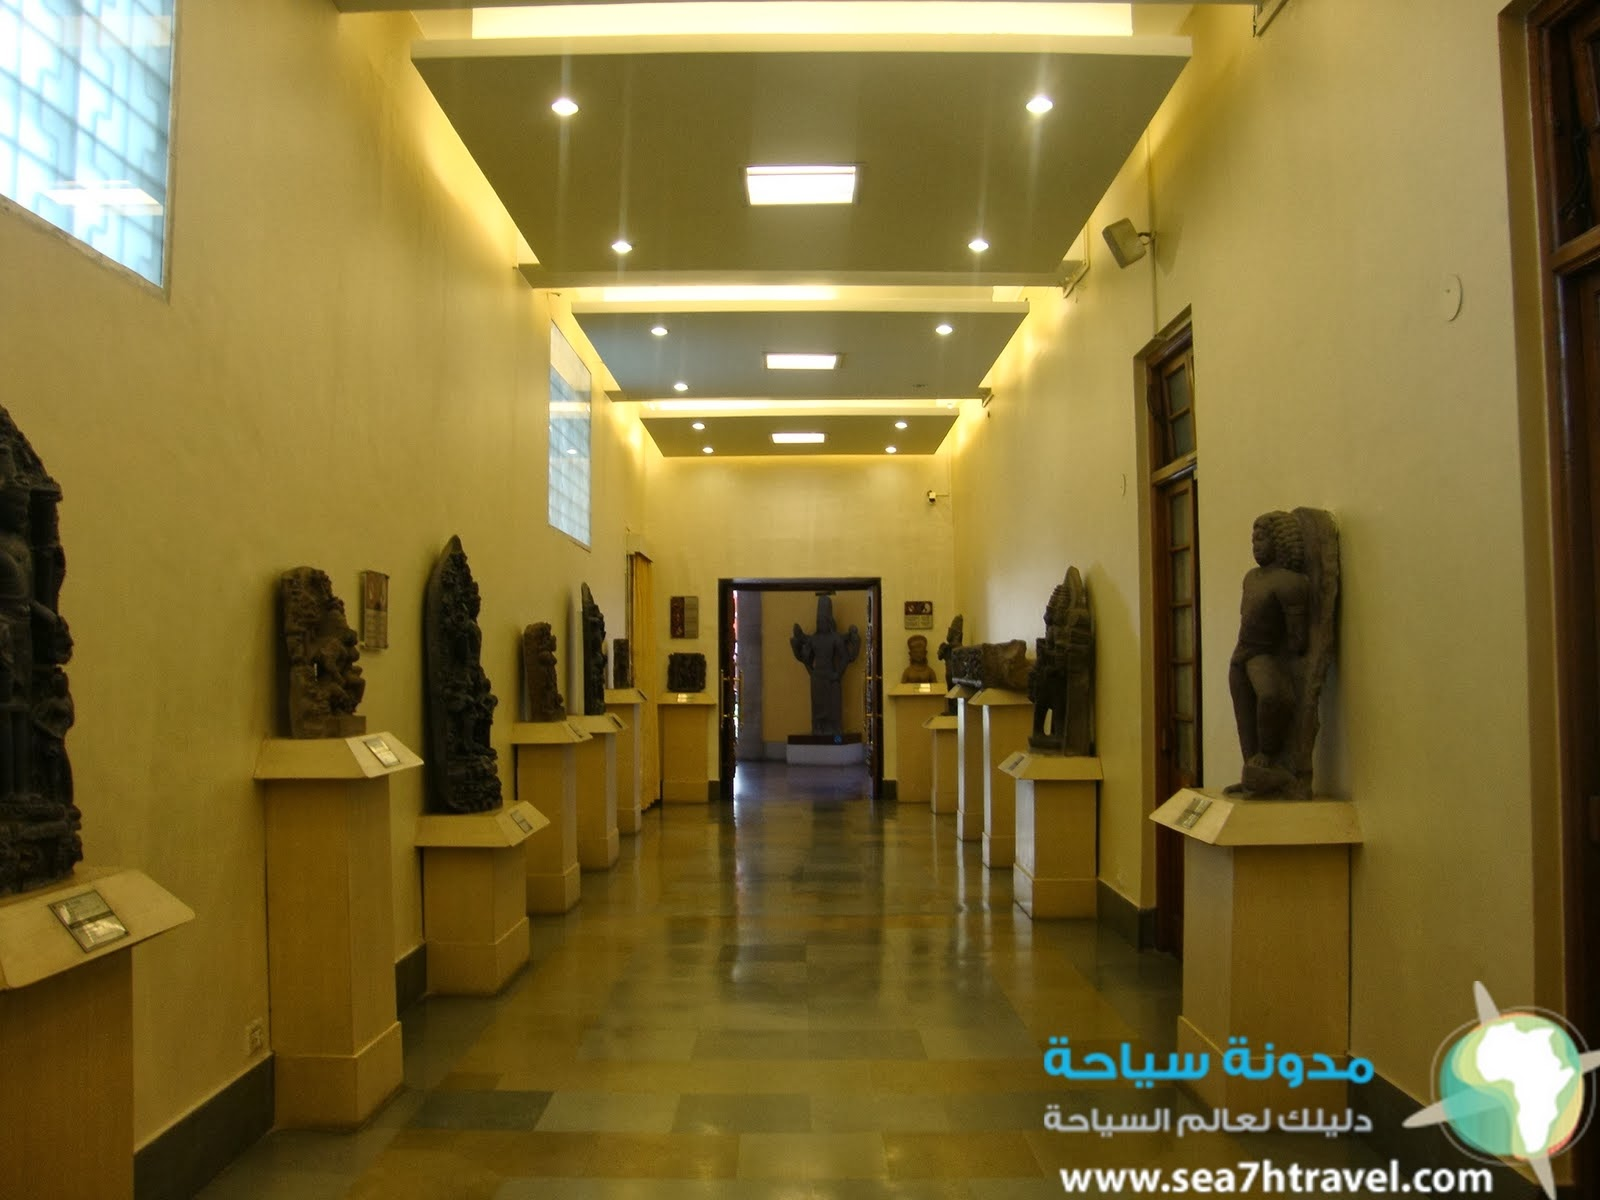 مدونة سياحة
دليلك لعالم السياحة
www.sea7htravel.com